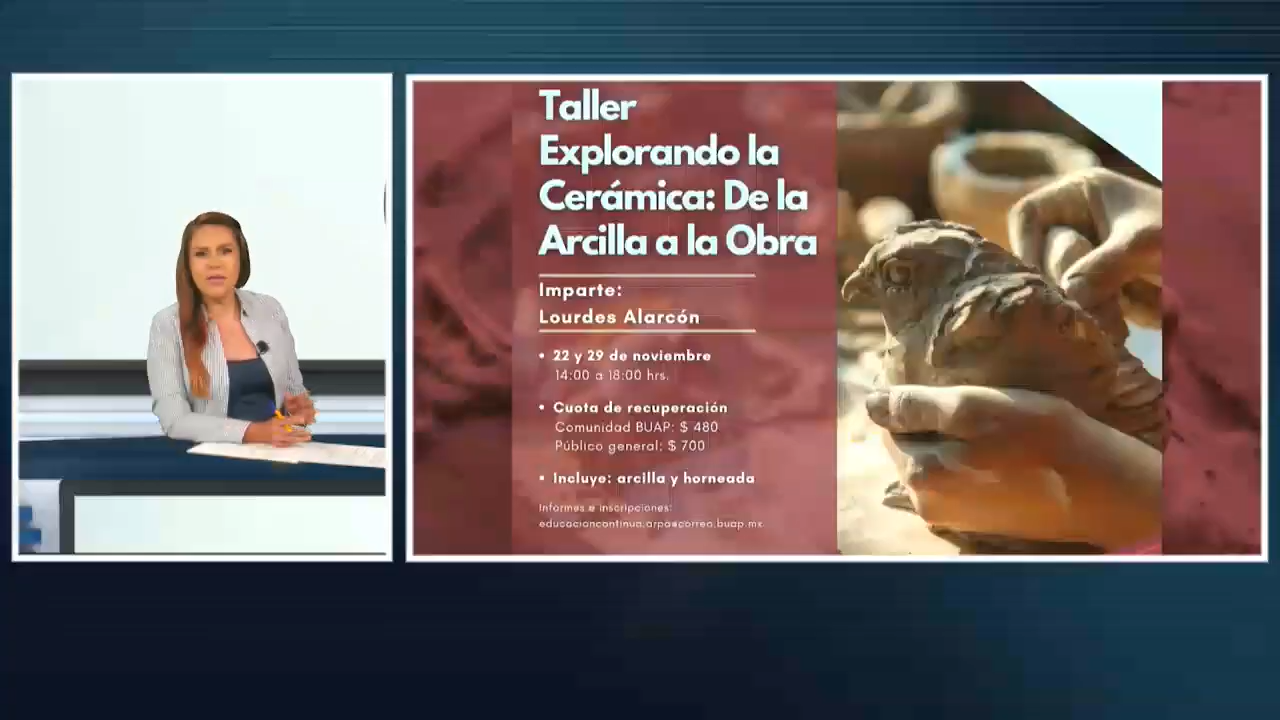 Taller
Explorando la
Cerámica: De la
Arcilla a la Obra
Imparte:
Lourdes Alarcón
• 22 y 29 de noviembre
14:00 a 18:00 hrs.
• Cuota de recuperación
Comunidad BUAP: $ 480
Público general: $ 700
• Incluye: arcilla y horneada
Informes e inscripciones:
educacioncontinua.arpa@correo.buap.mx